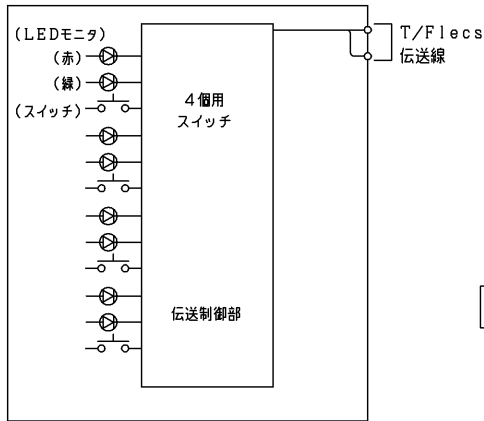 (LEDモニタ)
(赤)
(緑)
(スイッチ)
4個用
スイッチ
伝送制御部
T/Flecs
伝送線